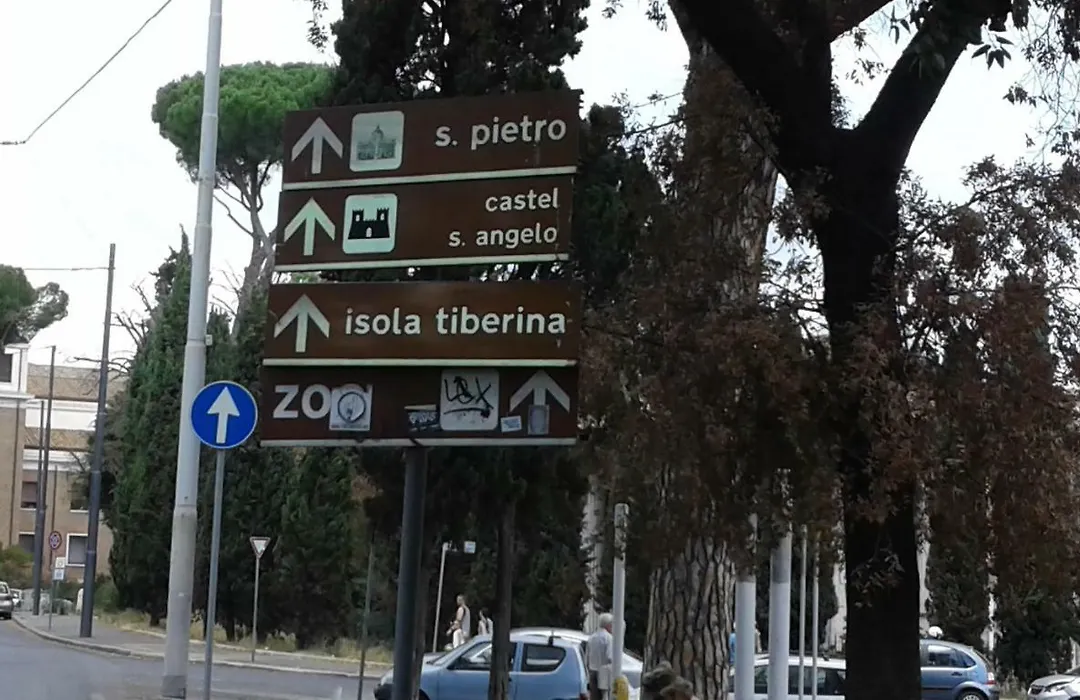 s. pietro
castel
s. angelo
isola tiberina
ZOO